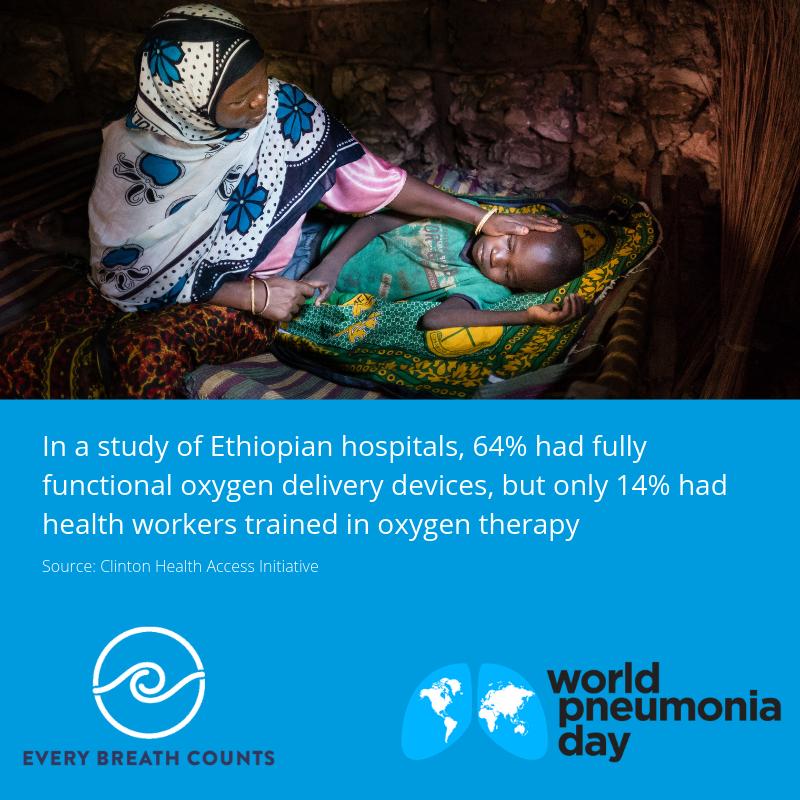 In a study of Ethiopian hospitals, 64% had fully
functional oxygen delivery devices, but only 14% had
health workers trained in oxygen therapy
Source: Clinton Health Access Initiative
EVERY BREATH COUNTS
world
pneumonia
day